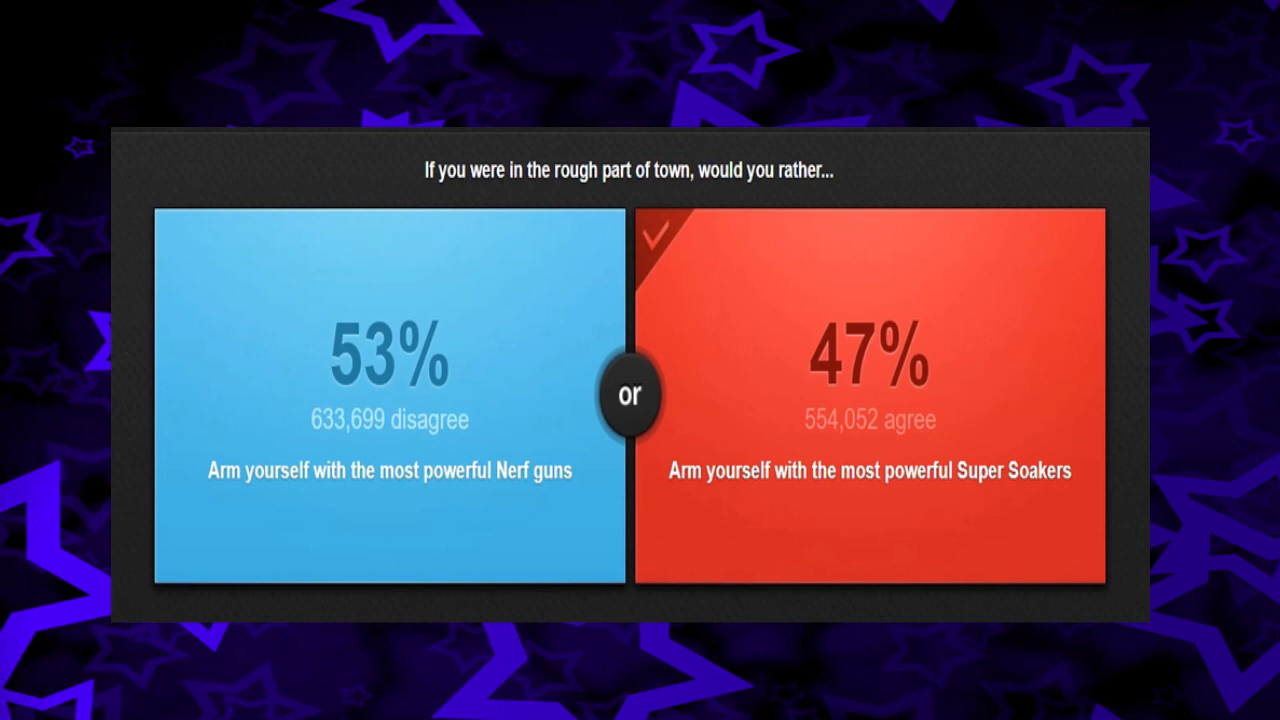 If you were in the rough part of town, would you rather...
53%
633,699 disagree
Arm yourself with the most powerful Nerf guns
or
47%
554,052 agree
Arm yourself with the most powerful Super Soakers